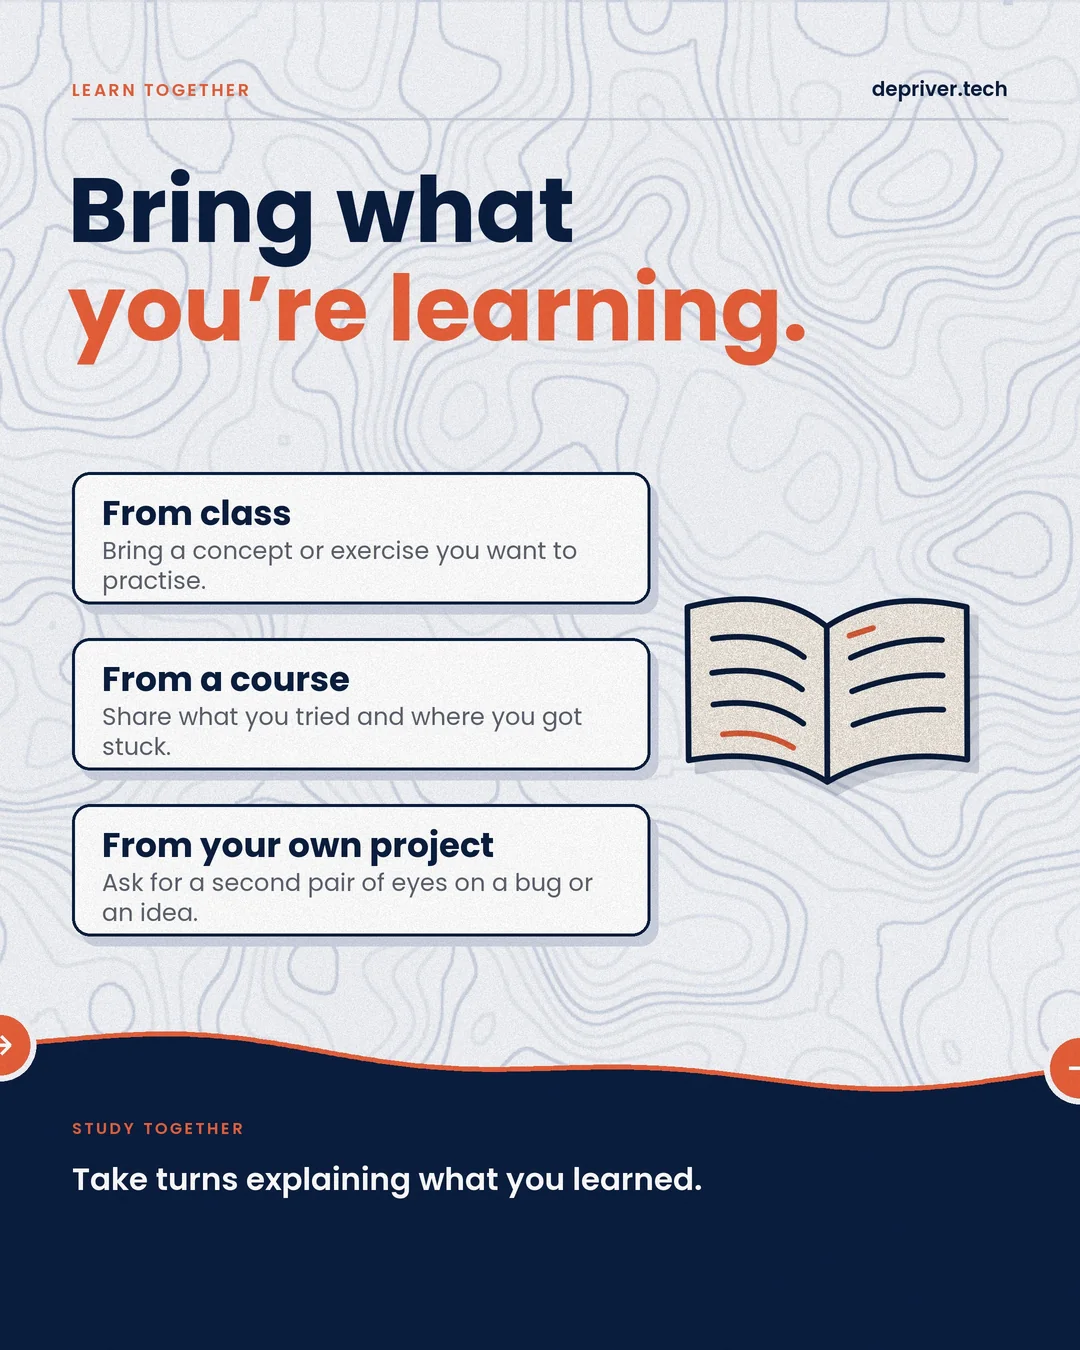 LEARN TOGETHER
depriver.tech
Bring what
you’re learning.
From class
Bring a concept or exercise you want to
practise.
From a course
Share what you tried and where you got
stuck.
From your own project
Ask for a second pair of eyes on a bug or
an idea.
STUDY TOGETHER
Take turns explaining what you learned.